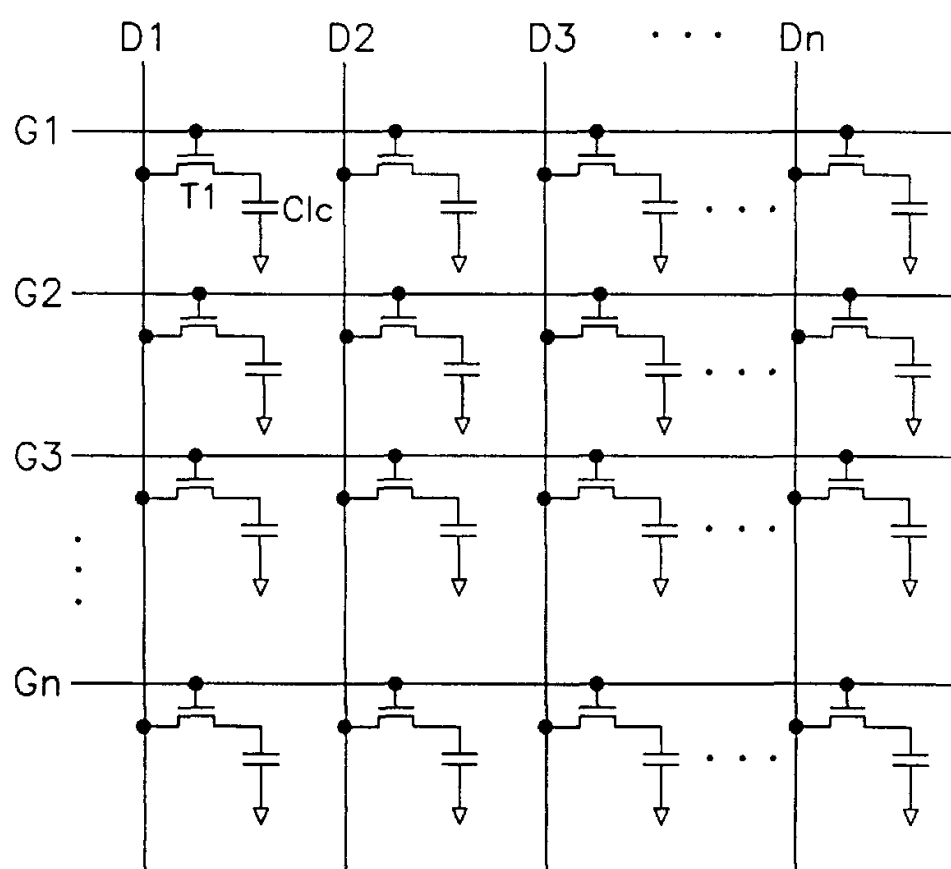 D1 D2 D3 . . . Dn
G1
T1 Clc . . .
G2
. . .
G3
. . .
. . .
Gn
. . .